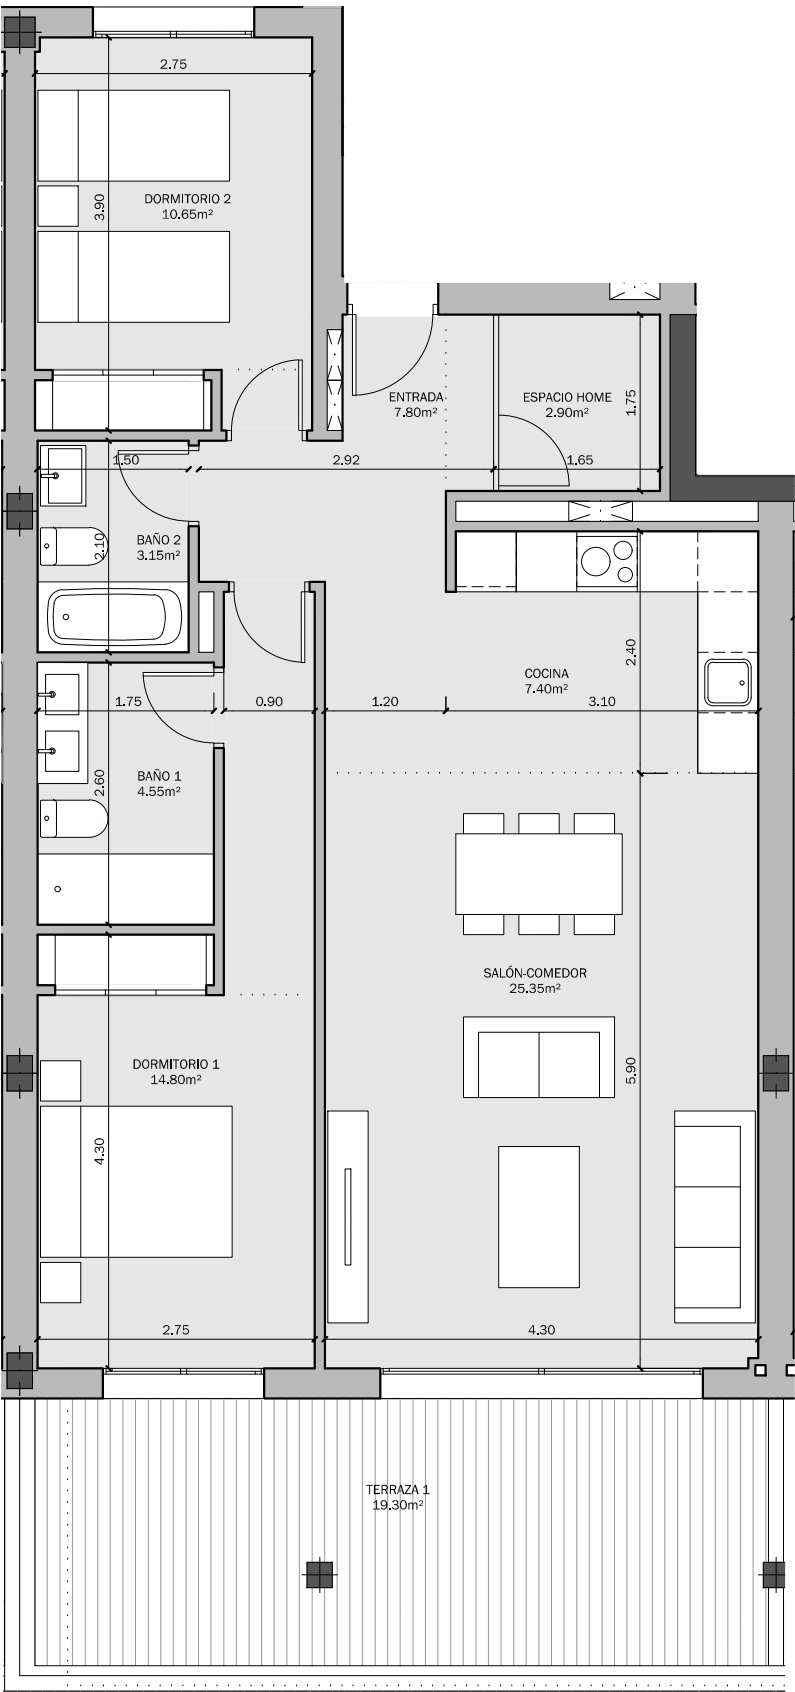 2.75
3.90
DORMITORIO 2
10.65m²
ENTRADA
7.80m²
ESPACIO HOME
2.90m²
1.75
1.50
2.92
1.65
2.10
BAÑO 2
3.15m²
COCINA
7.40m²
2.40
1.75
0.90
1.20
3.10
2.60
BAÑO 1
4.55m²
SALÓN-COMEDOR
25.35m²
DORMITORIO 1
14.80m²
5.90
4.30
2.75
4.30
TERRAZA 1
19.30m²